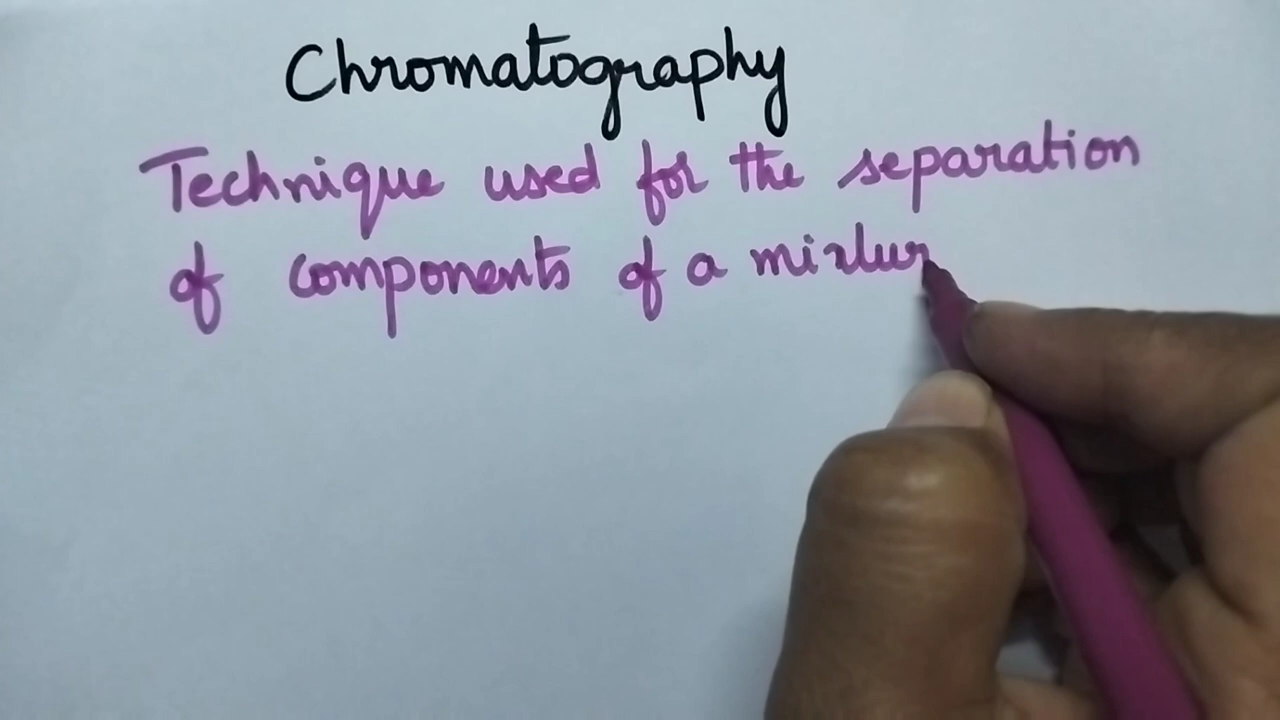 Chromatography
Technique used for the separation
of components of a mixtur